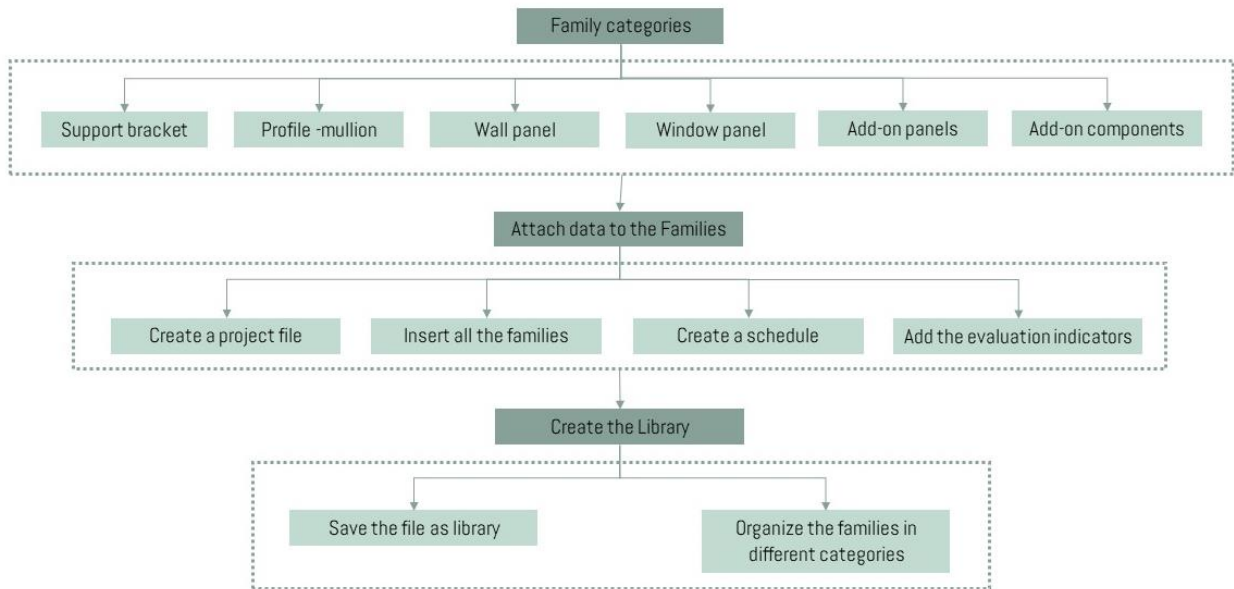 Family categories
Support bracket
Profile -mullion
Wall panel
Window panel
Add-on panels
Add-on components
Attach data to the Families
Create a project file
Insert all the families
Create a schedule
Add the evaluation indicators
Create the Library
Save the file as library
Organize the families in
different categories